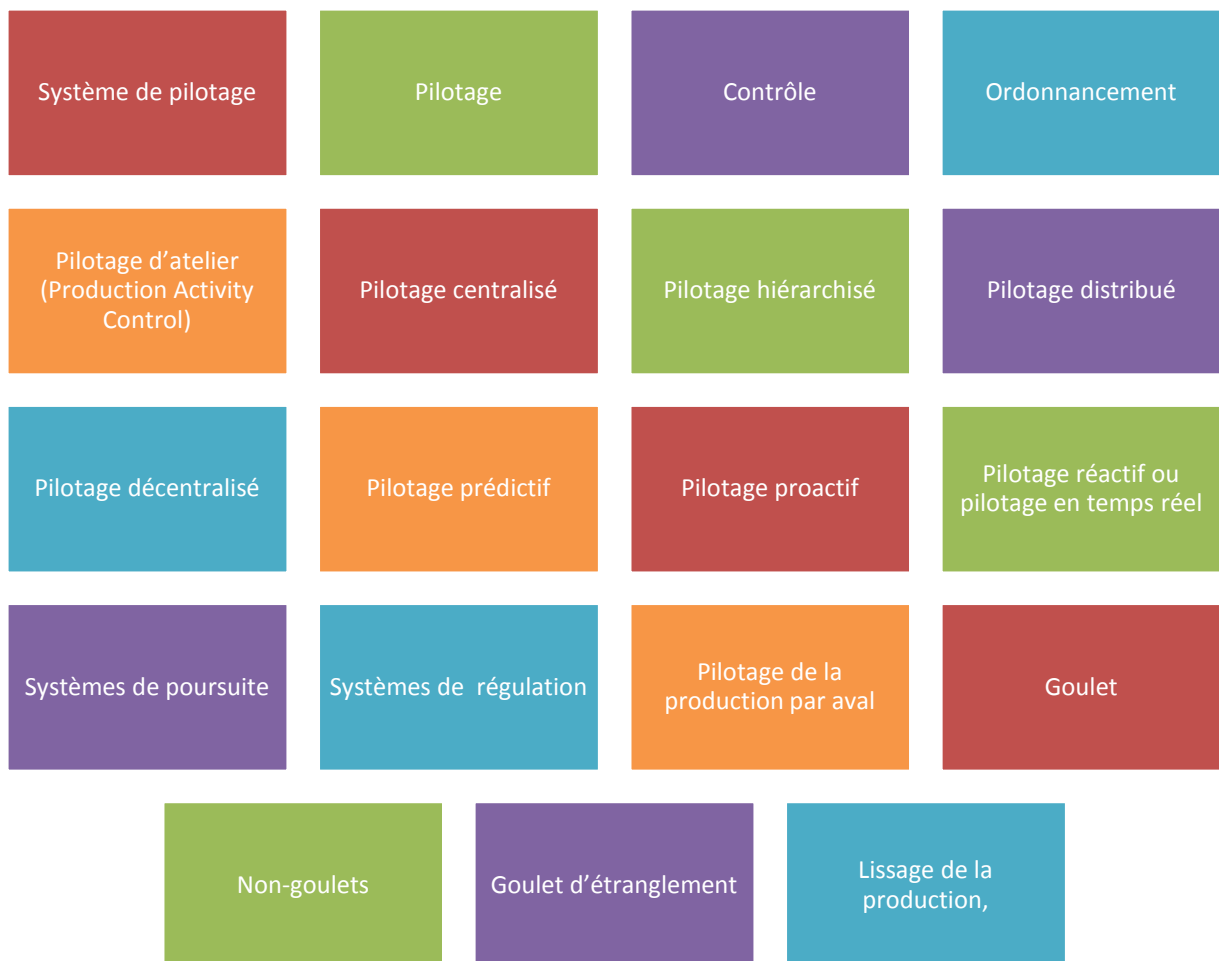 Système de pilotage
Pilotage
Contrôle
Ordonnancement
Pilotage d’atelier
(Production Activity
Control)
Pilotage centralisé
Pilotage hiérarchisé
Pilotage distribué
Pilotage décentralisé
Pilotage prédictif
Pilotage proactif
Pilotage réactif ou
pilotage en temps réel
Systèmes de poursuite
Systèmes de régulation
Pilotage de la
production par aval
Goulet
Non-goulets
Goulet d’étranglement
Lissage de la
production,